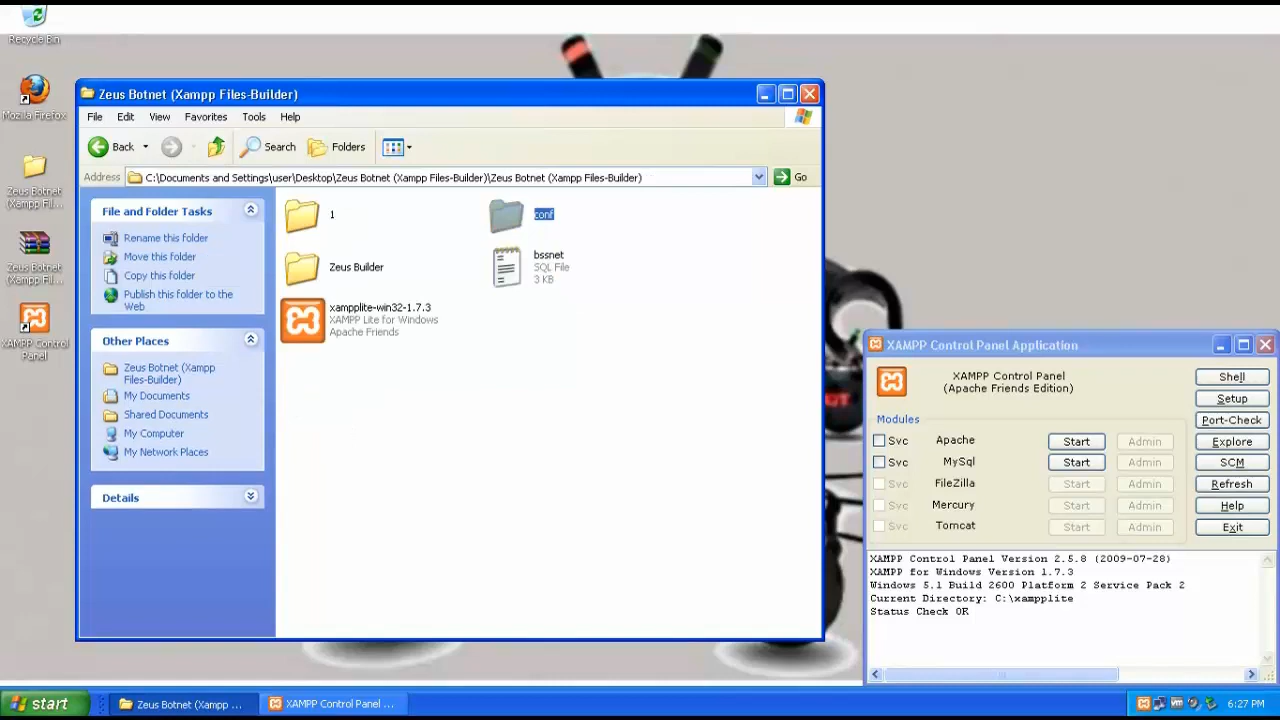 Recycle Bin
Mozilla Firefox
Zeus Botnet
(Xampp Fil...
Zeus Botnet
(Xampp Fil...
XAMPP Control
Panel
Zeus Botnet (Xampp Files-Builder)
File Edit View Favorites Tools Help
Back Search Folders
Address C:\Documents and Settings\user\Desktop\Zeus Botnet (Xampp Files-Builder)\Zeus Botnet (Xampp Files-Builder) Go
File and Folder Tasks
Rename this folder
Move this folder
Copy this folder
Publish this folder to the
Web
Other Places
Zeus Botnet (Xampp
Files-Builder)
My Documents
Shared Documents
My Computer
My Network Places
Details
1
conf
Zeus Builder
bssnet
SQL File
3 KB
xampplite-win32-1.7.3
XAMPP Lite for Windows
Apache Friends
XAMPP Control Panel Application
XAMPP Control Panel
(Apache Friends Edition)
Shell
Setup
Port-Check
Explore
SCM
Refresh
Help
Exit
Modules
Svc Apache Start Admin
Svc MySql Start Admin
Svc FileZilla Start Admin
Svc Mercury Start Admin
Svc Tomcat Start Admin
XAMPP Control Panel Version 2.5.8 (2009-07-28)
XAMPP for Windows Version 1.7.3
Windows 5.1 Build 2600 Platform 2 Service Pack 2
Current Directory: C:\xampplite
Status Check OK
start
Zeus Botnet (Xampp ...
XAMPP Control Panel ...
6:27 PM